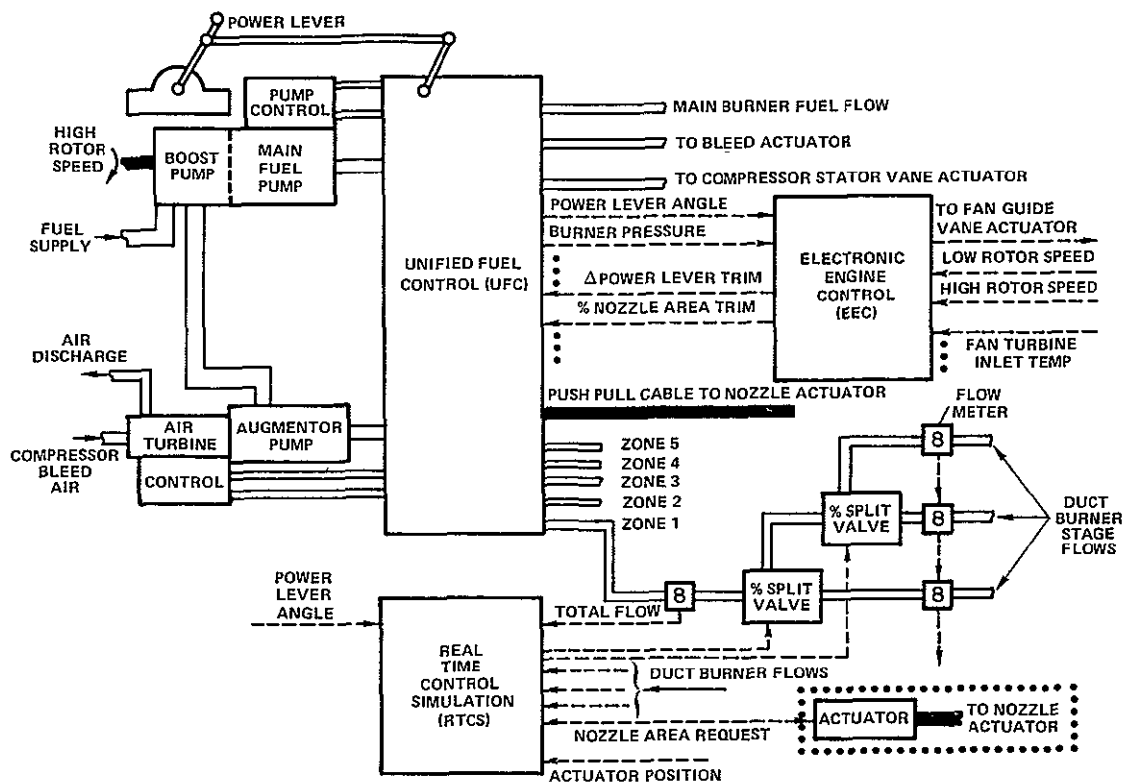 POWER LEVER
PUMP
CONTROL
HIGH
ROTOR
SPEED
BOOST
PUMP
MAIN
FUEL
PUMP
FUEL
SUPPLY
UNIFIED FUEL
CONTROL (UFC)
MAIN BURNER FUEL FLOW
TO BLEED ACTUATOR
TO COMPRESSOR STATOR VANE ACTUATOR
POWER LEVER ANGLE
BURNER PRESSURE
Δ POWER LEVER TRIM
% NOZZLE AREA TRIM
ELECTRONIC
ENGINE
CONTROL
(EEC)
TO FAN GUIDE
VANE ACTUATOR
LOW ROTOR SPEED
HIGH ROTOR SPEED
FAN TURBINE
INLET TEMP
AIR
DISCHARGE
AIR
TURBINE
AUGMENTOR
PUMP
COMPRESSOR
BLEED
AIR
CONTROL
PUSH PULL CABLE TO NOZZLE ACTUATOR
ZONE 5
ZONE 4
ZONE 3
ZONE 2
ZONE 1
FLOW
METER
8
% SPLIT
VALVE
8
DUCT
BURNER
STAGE
FLOWS
8
% SPLIT
VALVE
8
POWER
LEVER
ANGLE
TOTAL FLOW
REAL
TIME
CONTROL
SIMULATION
(RTCS)
DUCT BURNER FLOWS
NOZZLE AREA REQUEST
ACTUATOR
TO NOZZLE
ACTUATOR
ACTUATOR POSITION